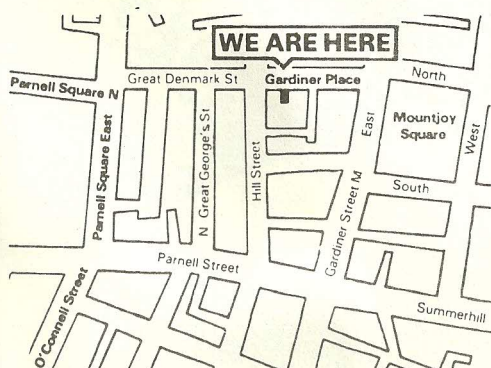 WE ARE HERE
Great Denmark St
Gardiner Place
North
Parnell Square N
Mountjoy
Square
East
West
Parnell Square East
N Great George's St
Hill Street
South
Gardiner Street M
Parnell Street
O'Connell Street
Summerhill